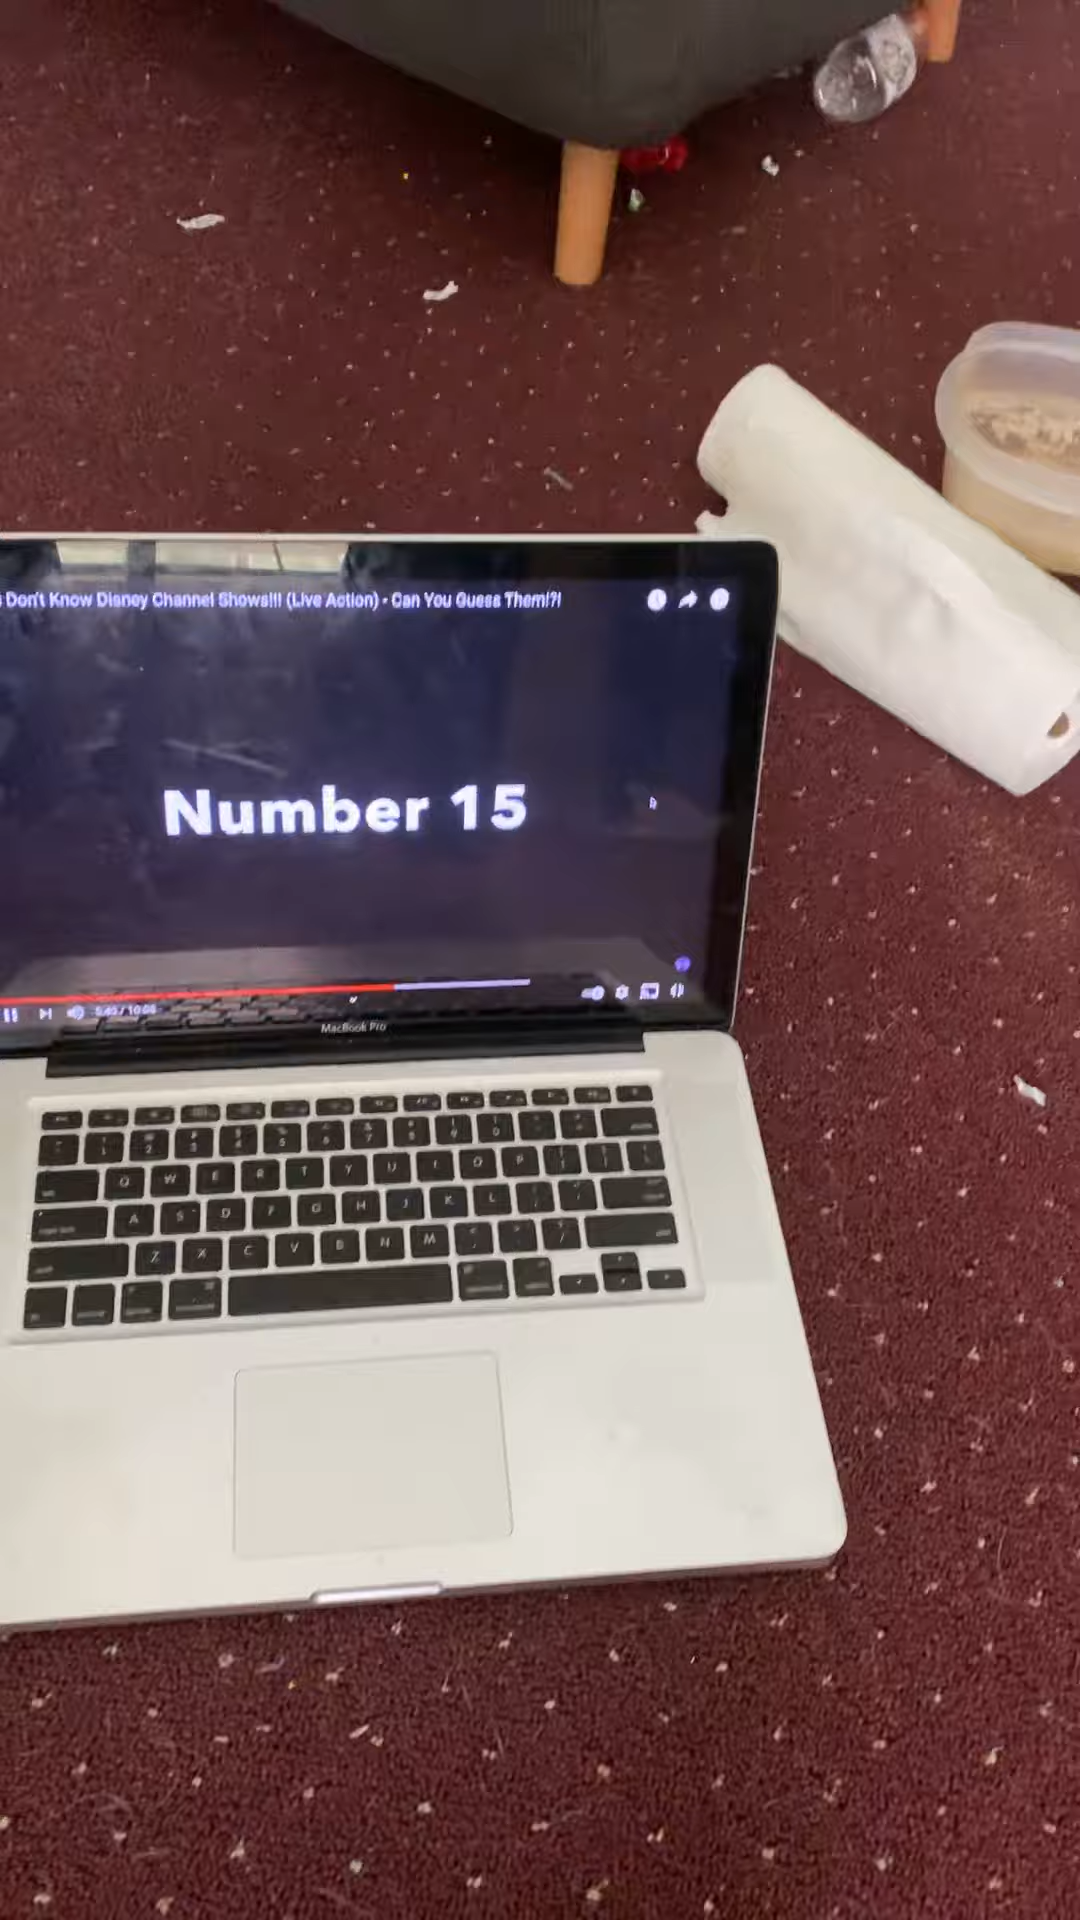 Don't Know Disney Channel Shows!!! (Live Action) - Can You Guess Them!?!
Number 15
MacBook Pro
Q W E R T Y U I O P
A S D F G H J K L
Z X C V B N M